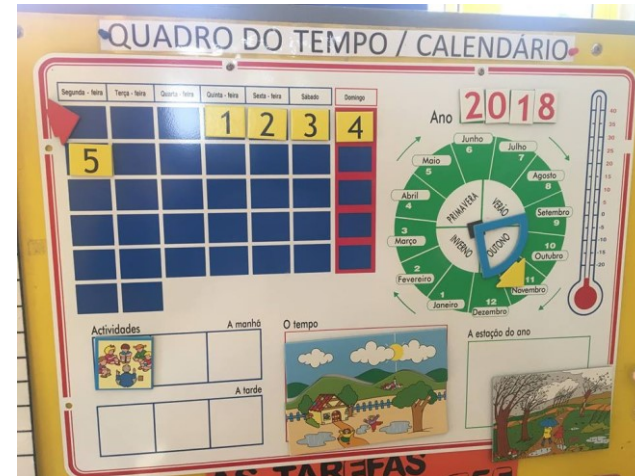 QUADRO DO TEMPO / CALENDÁRIO
Segunda - feira Terça - feira Quarta - feira Quinta - feira Sexta - feira Sábado Domingo
1 2 3 4
5
Ano 2018
Junho
6
Julho
7
Agosto
8
Setembro
9
10
Outubro
11
Novembro
12
Dezembro
1
Janeiro
2
Fevereiro
3
Março
Abril
4
Maio
5
PRIMAVERA
VERÃO
OUTONO
INVERNO
Actividades
A manhã
A tarde
O tempo
A estação do ano
AS TAREFAS